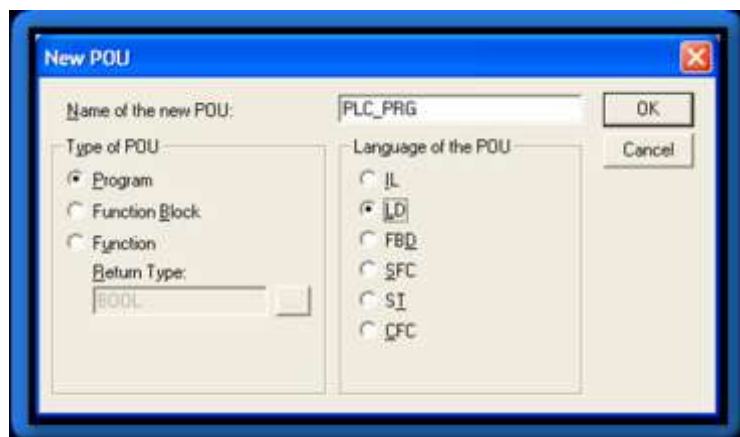 New POU
Name of the new POU:
PLC_PRG
OK
Cancel
Type of POU
Program
Function Block
Function
Return Type:
BOOL
...
Language of the POU
IL
LD
FBD
SFC
ST
CFC